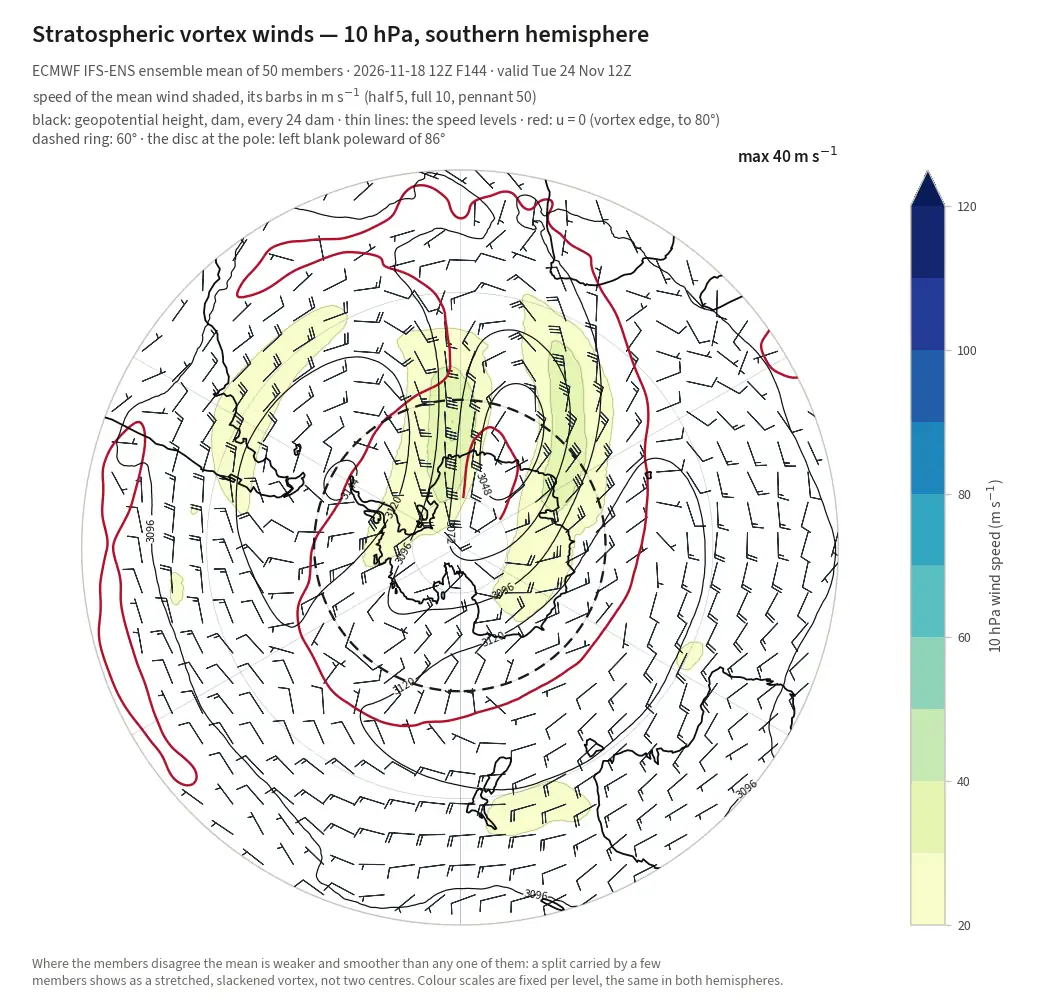 Stratospheric vortex winds — 10 hPa, southern hemisphere
ECMWF IFS-ENS ensemble mean of 50 members · 2026-11-18 12Z F144 · valid Tue 24 Nov 12Z
speed of the mean wind shaded, its barbs in m s⁻¹ (half 5, full 10, pennant 50)
black: geopotential height, dam, every 24 dam · thin lines: the speed levels · red: u = 0 (vortex edge, to 80°)
dashed ring: 60° · the disc at the pole: left blank poleward of 86°
max 40 m s⁻¹
120
100
80
60
40
20
10 hPa wind speed (m s⁻¹)
3048
3120
3096
3072
3096
3096
3120
3120
3096
3096
Where the members disagree the mean is weaker and smoother than any one of them: a split carried by a few
members shows as a stretched, slackened vortex, not two centres. Colour scales are fixed per level, the same in both hemispheres.